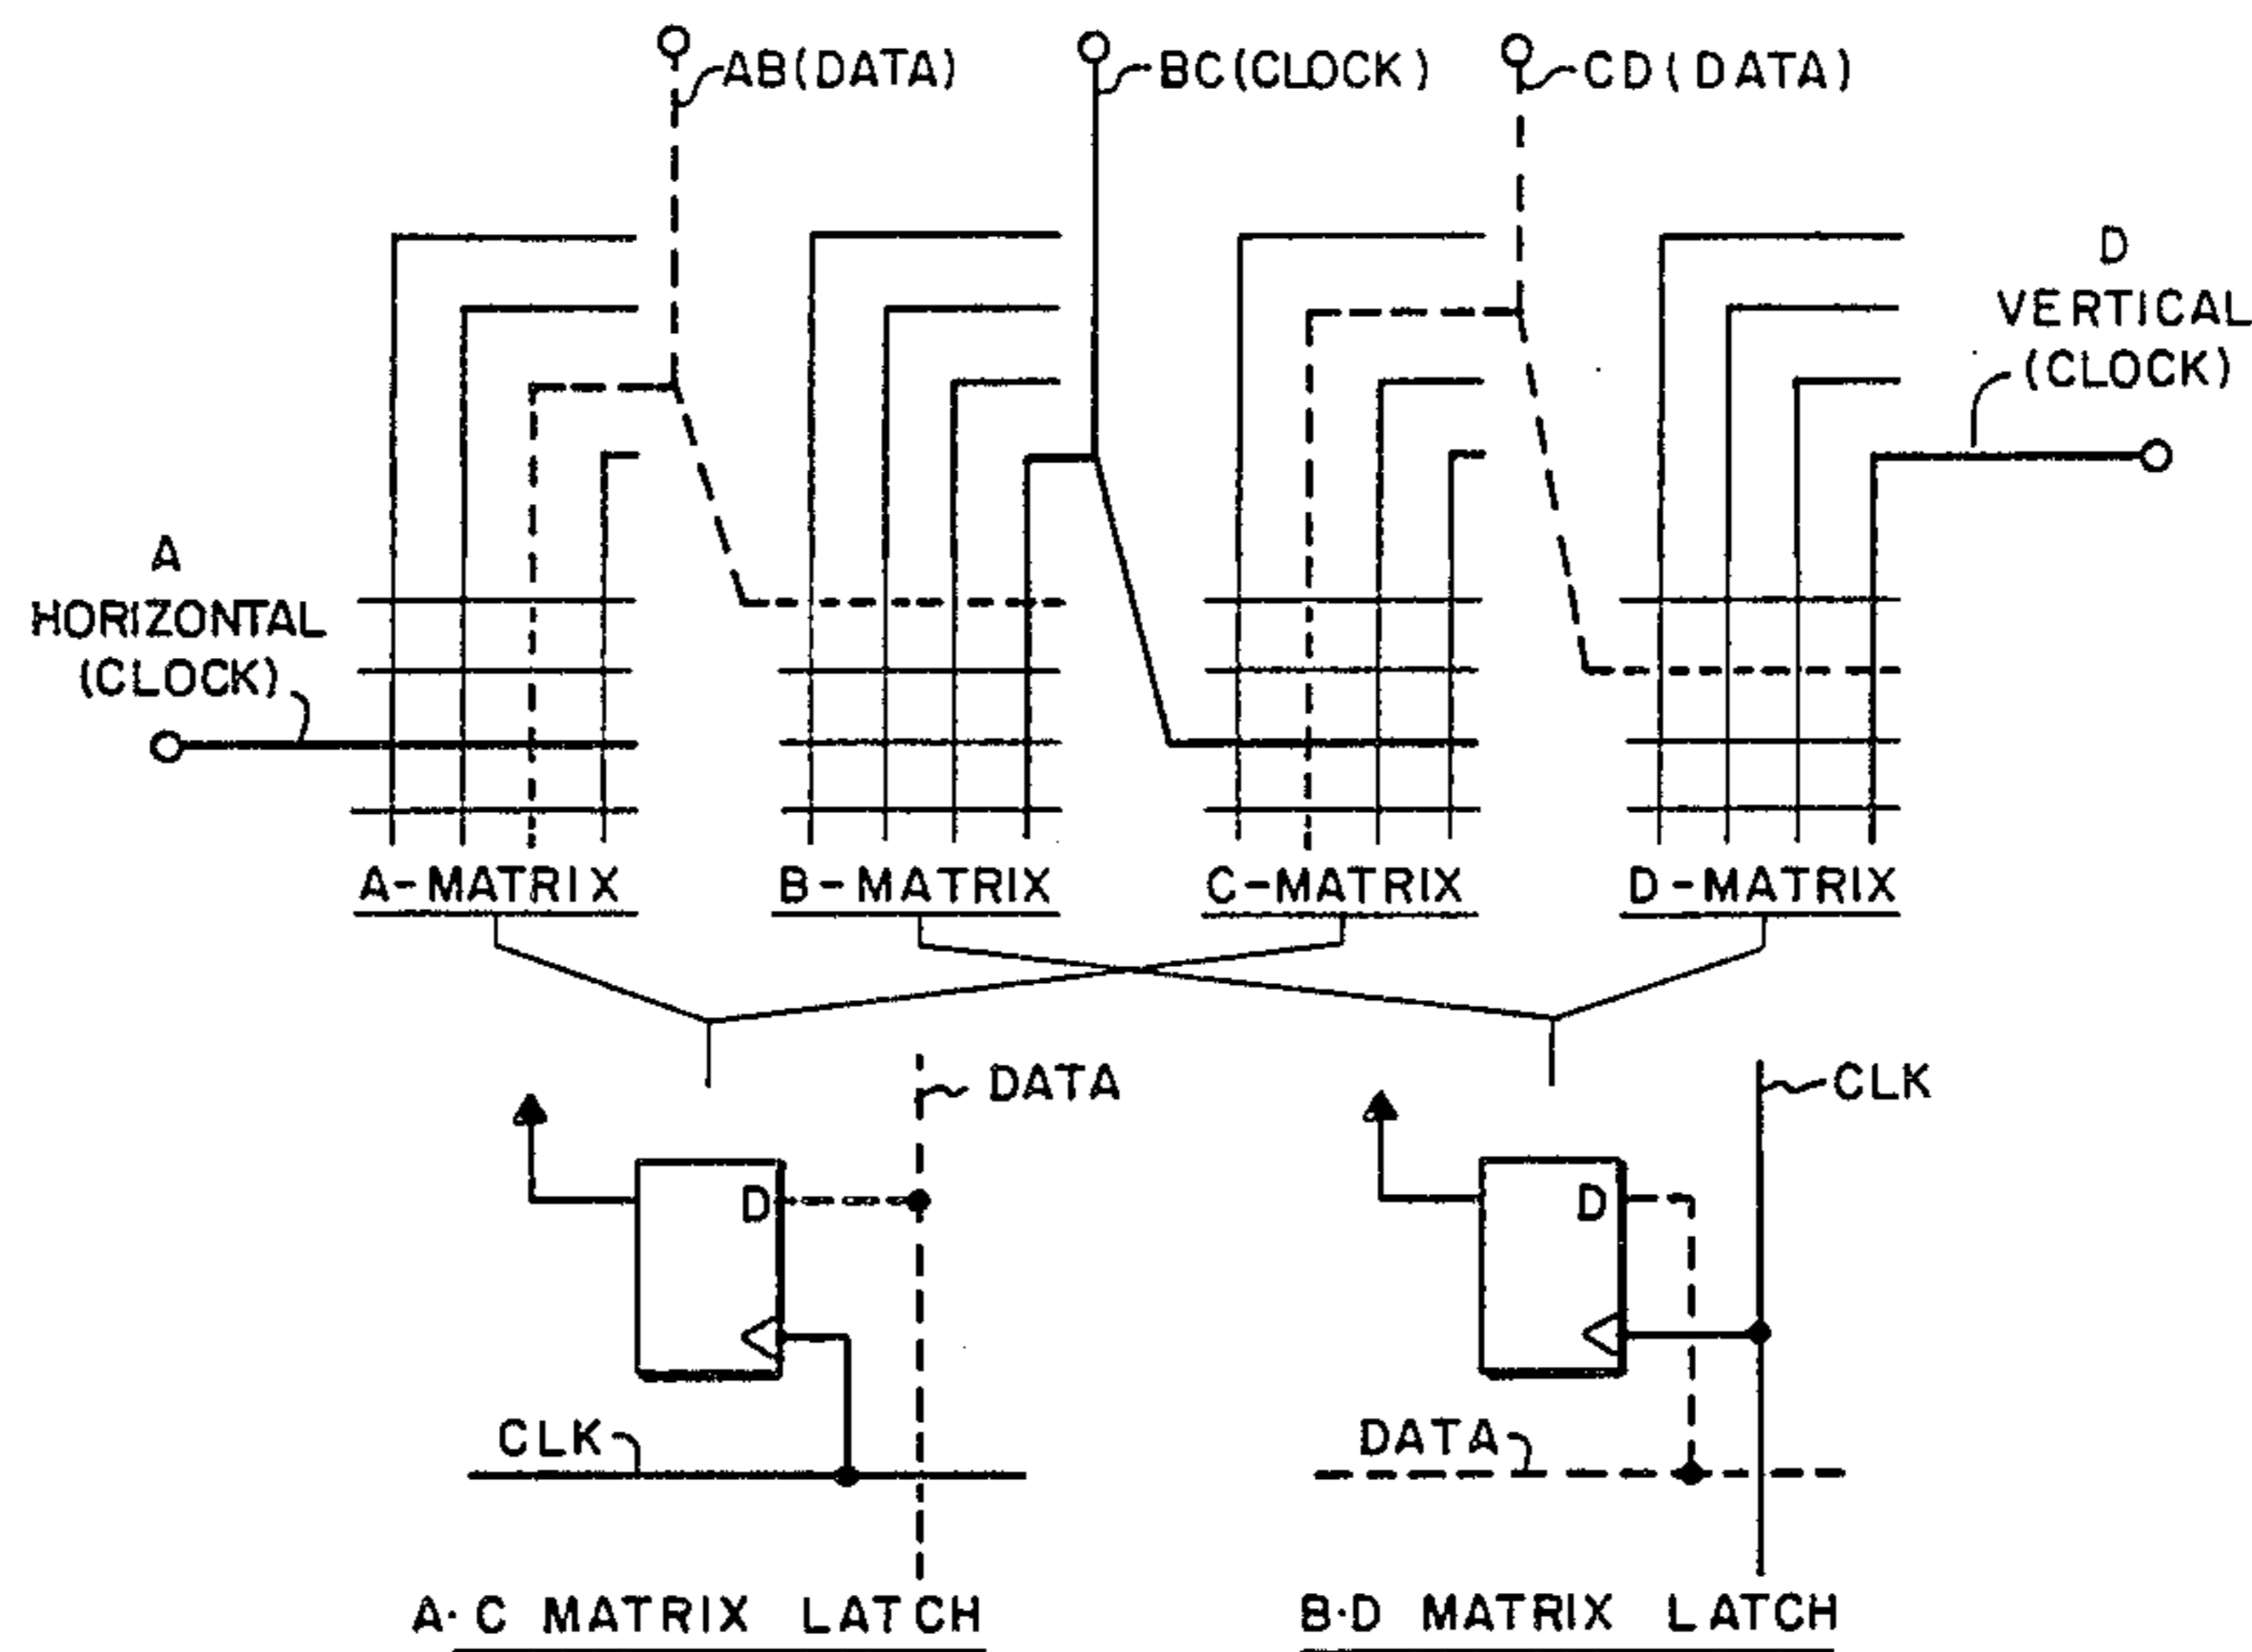 AB(DATA)
BC(CLOCK)
CD(DATA)
D
VERTICAL
(CLOCK)
A
HORIZONTAL
(CLOCK)
A-MATRIX
B-MATRIX
C-MATRIX
D-MATRIX
DATA
CLK
D
D
CLK
DATA
A·C MATRIX LATCH
B·D MATRIX LATCH